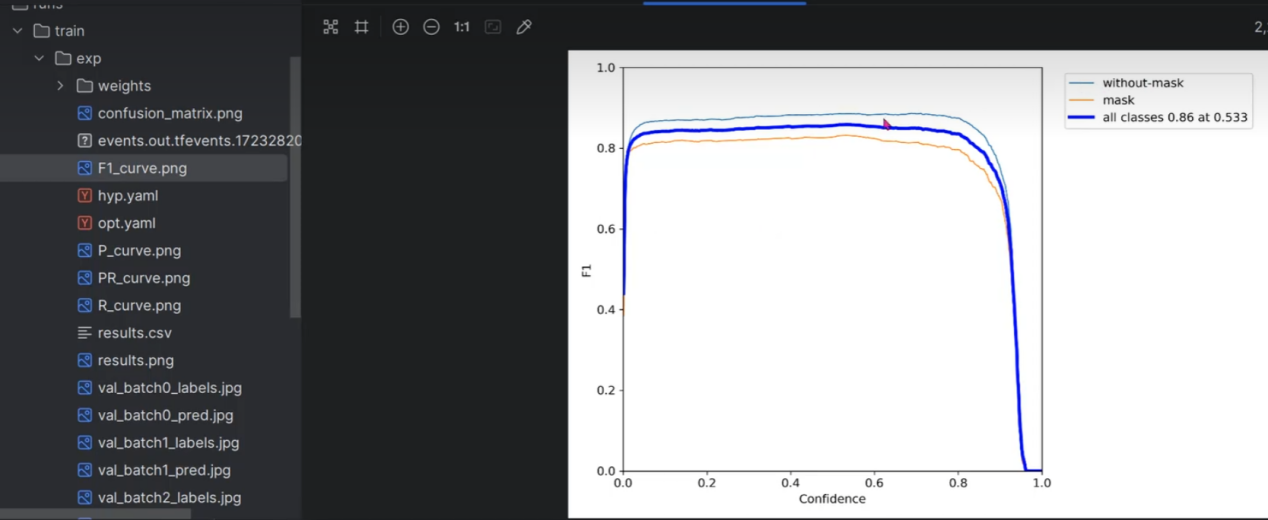 runs
train
exp
weights
confusion_matrix.png
events.out.tfevents.17232820
F1_curve.png
hyp.yaml
opt.yaml
P_curve.png
PR_curve.png
R_curve.png
results.csv
results.png
val_batch0_labels.jpg
val_batch0_pred.jpg
val_batch1_labels.jpg
val_batch1_pred.jpg
val_batch2_labels.jpg
1:1
2,
1.0
0.8
0.6
0.4
0.2
0.0
F1
0.0 0.2 0.4 0.6 0.8 1.0
Confidence
without-mask
mask
all classes 0.86 at 0.533